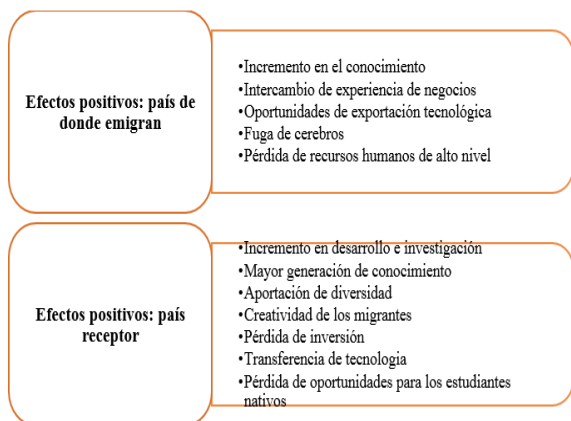 Efectos positivos: país de
donde emigran
•Incremento en el conocimiento
•Intercambio de experiencia de negocios
•Oportunidades de exportación tecnológica
•Fuga de cerebros
•Pérdida de recursos humanos de alto nivel
Efectos positivos: país
receptor
•Incremento en desarrollo e investigación
•Mayor generación de conocimiento
•Aportación de diversidad
•Creatividad de los migrantes
•Pérdida de inversión
•Transferencia de tecnologia
•Pérdida de oportunidades para los estudiantes
nativos